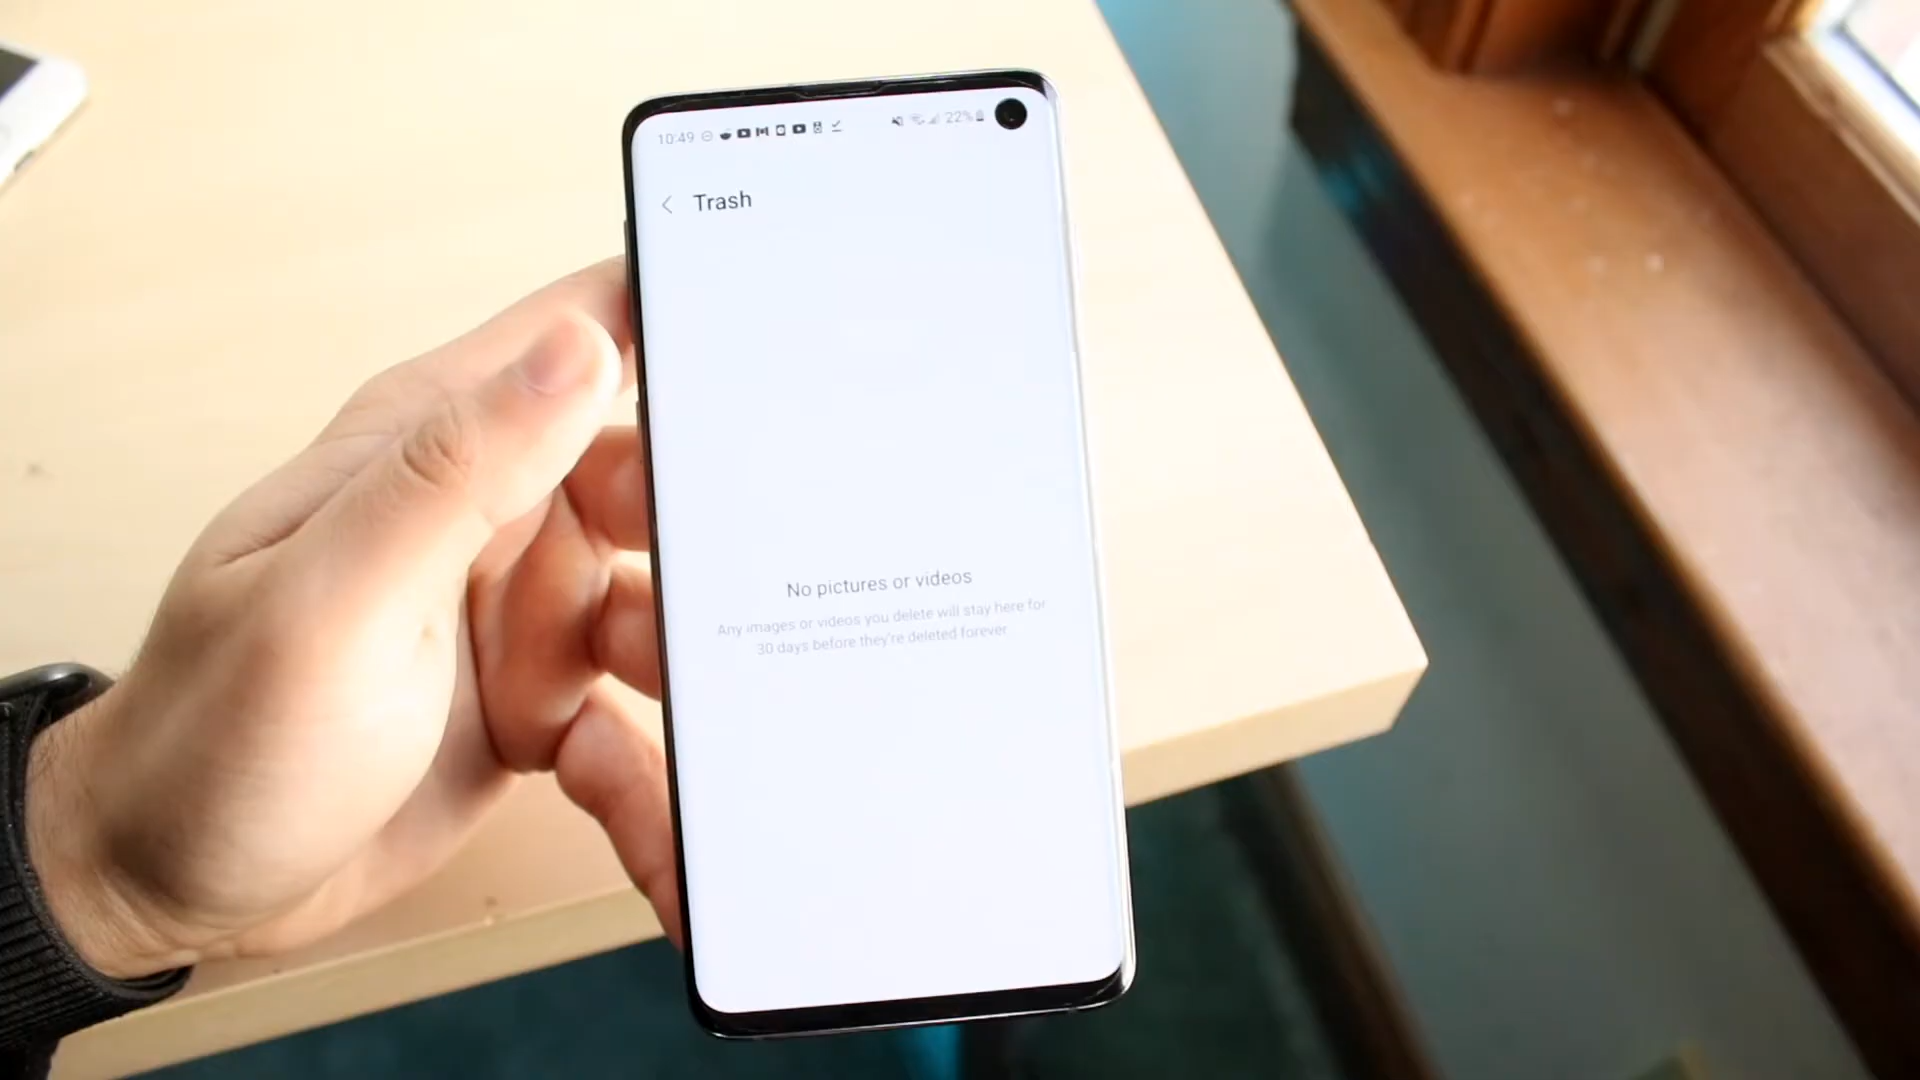 10:49 22%
Trash
No pictures or videos
Any images or videos you delete will stay here for
30 days before they're deleted forever